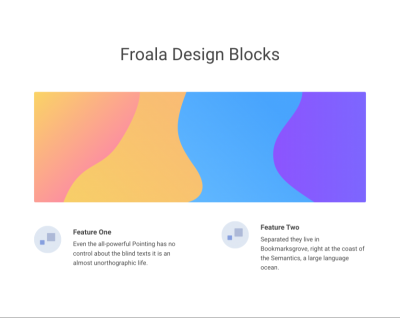 Froala Design Blocks
Feature One
Even the all-powerful Pointing has no
control about the blind texts it is an
almost unorthographic life.
Feature Two
Separated they live in
Bookmarksgrove, right at the coast of
the Semantics, a large language
ocean.